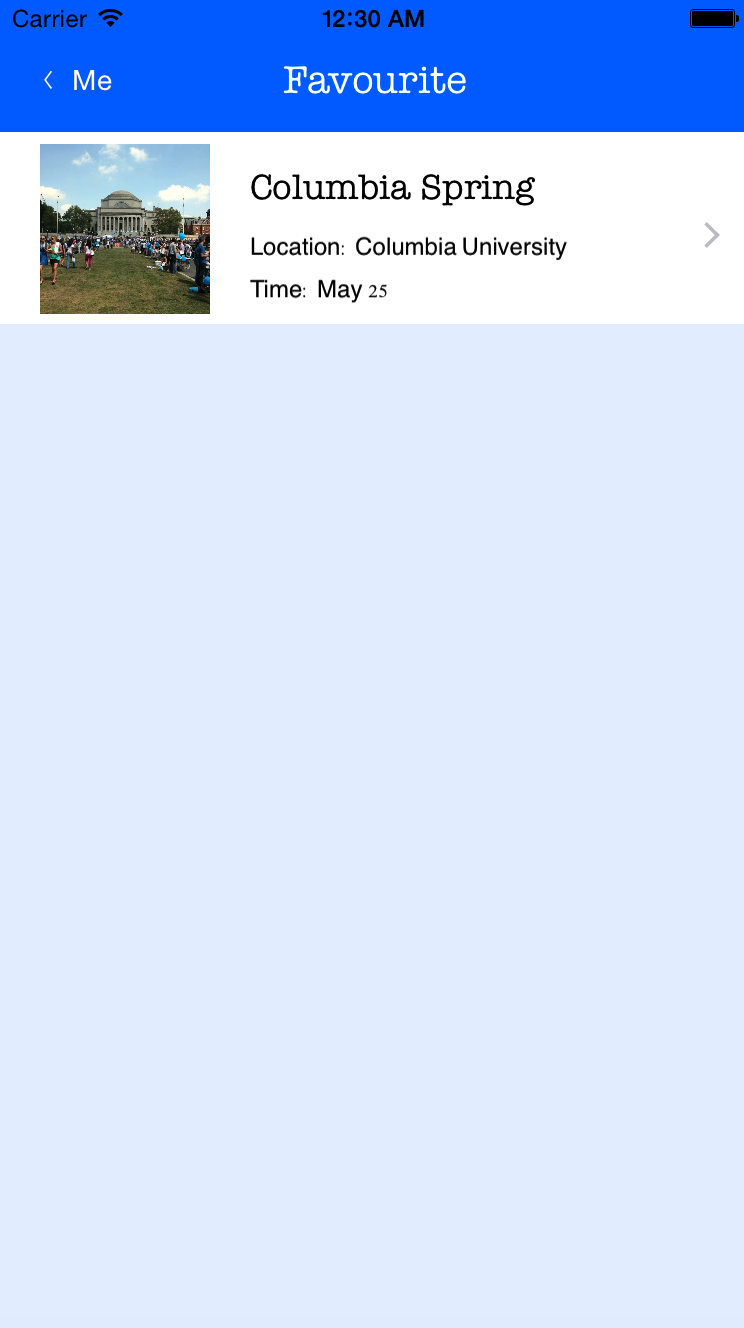 Carrier 12:30 AM
Me Favourite
Columbia Spring
Location: Columbia University
Time: May 25